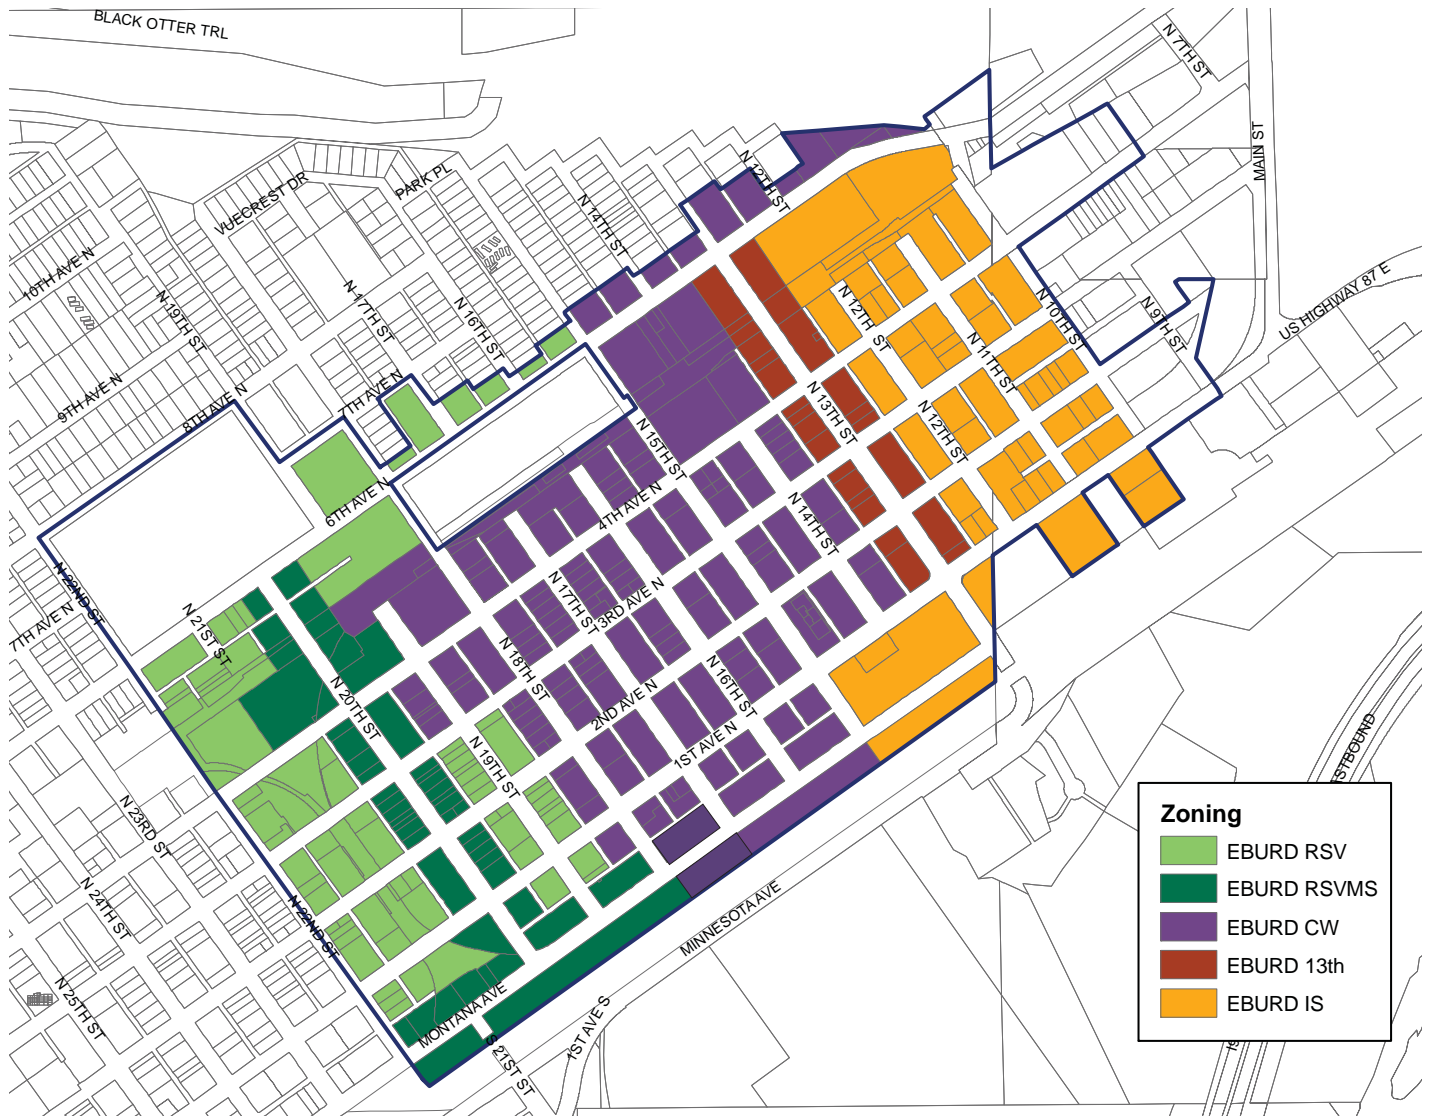 BLACK OTTER TRL
N 7TH ST
MAIN ST
N 12TH ST
PARK PL
VUECREST DR
N 14TH ST
10TH AVE N
N 19TH ST
N 17TH ST
N 16TH ST
N 12TH ST
N 10TH ST
N 9TH ST
US HIGHWAY 87 E
N 11TH ST
9TH AVE N
8TH AVE N
7TH AVE N
N 13TH ST
N 12TH ST
N 15TH ST
6TH AVE N
4TH AVE N
N 14TH ST
N 22ND ST
7TH AVE N
N 21ST ST
N 17TH ST
3RD AVE N
N 18TH ST
N 20TH ST
N 16TH ST
2ND AVE N
N 19TH ST
1ST AVE N
N 23RD ST
N 24TH ST
N 22ND ST
N 25TH ST
MONTANA AVE
S 21ST ST
1ST AVE S
MINNESOTA AVE
ASTBOUND
Zoning
EBURD RSV
EBURD RSVMS
EBURD CW
EBURD 13th
EBURD IS